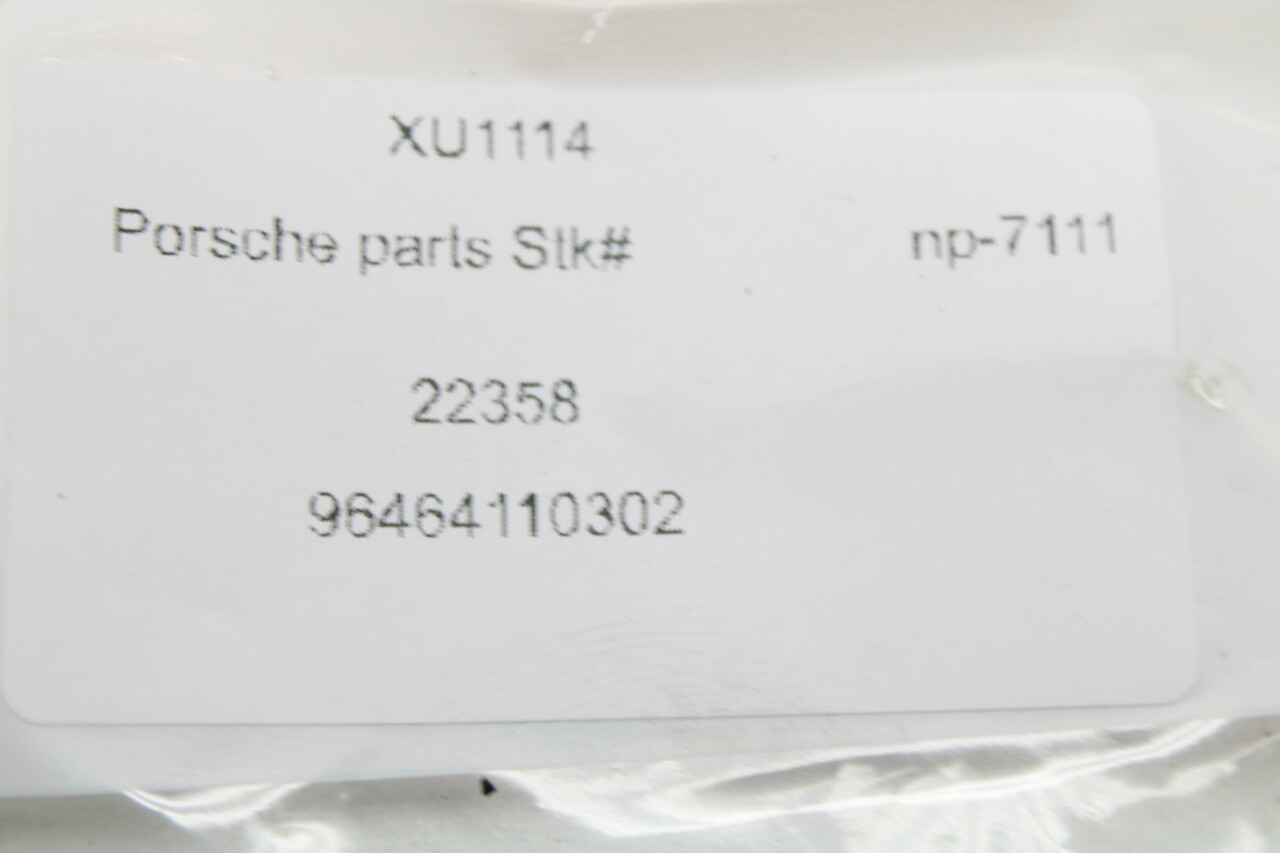 XU1114
Porsche parts Stk# np-7111
22358
96464110302